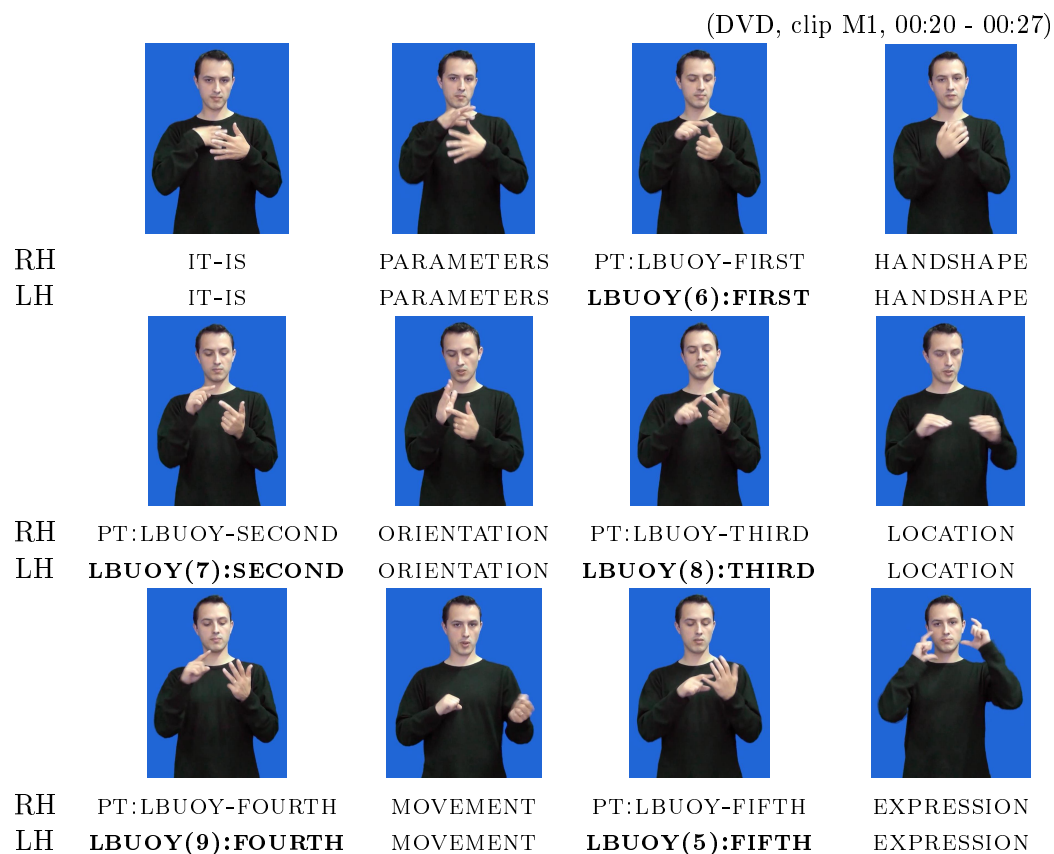 (DVD, clip M1, 00:20 - 00:27)
RH IT-IS PARAMETERS PT:LBUOY-FIRST HANDSHAPE
LH IT-IS PARAMETERS LBUOY(6):FIRST HANDSHAPE
RH PT:LBUOY-SECOND ORIENTATION PT:LBUOY-THIRD LOCATION
LH LBUOY(7):SECOND ORIENTATION LBUOY(8):THIRD LOCATION
RH PT:LBUOY-FOURTH MOVEMENT PT:LBUOY-FIFTH EXPRESSION
LH LBUOY(9):FOURTH MOVEMENT LBUOY(5):FIFTH EXPRESSION